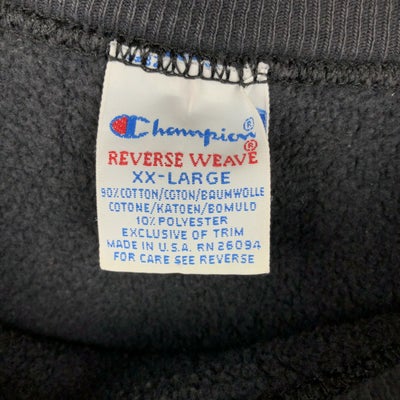 Champion®
REVERSE WEAVE®
XX-LARGE
90% COTTON/COTON/BAUMWOLLE
COTONE/KATOEN/BOMULD
10% POLYESTER
EXCLUSIVE OF TRIM
MADE IN U.S.A. RN 26094
FOR CARE SEE REVERSE